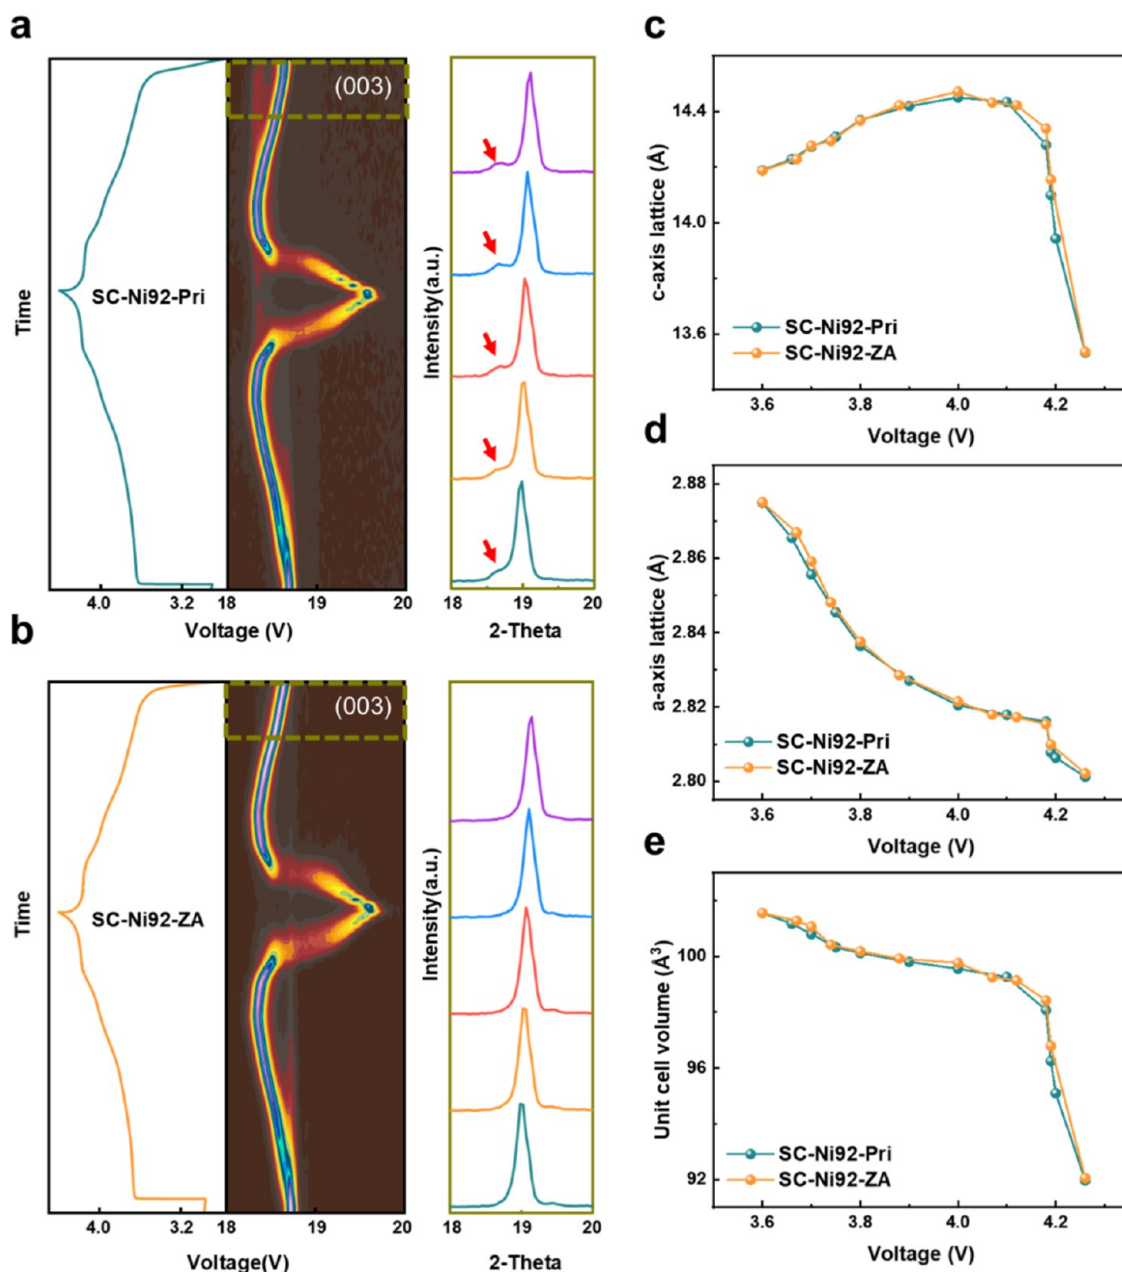 a
(003)
SC-Ni92-Pri
Time
4.0 3.2
Voltage (V)
18 19 20
Intensity(a.u.)
18 19 20
2-Theta
b
(003)
SC-Ni92-ZA
Time
4.0 3.2
Voltage(V)
18 19 20
Intensity(a.u.)
18 19 20
2-Theta
c
c-axis lattice (Å)
14.4
14.0
13.6
SC-Ni92-Pri
SC-Ni92-ZA
3.6 3.8 4.0 4.2
Voltage (V)
d
a-axis lattice (Å)
2.88
2.86
2.84
2.82
2.80
SC-Ni92-Pri
SC-Ni92-ZA
3.6 3.8 4.0 4.2
Voltage (V)
e
Unit cell volume (Å³)
100
96
92
SC-Ni92-Pri
SC-Ni92-ZA
3.6 3.8 4.0 4.2
Voltage (V)